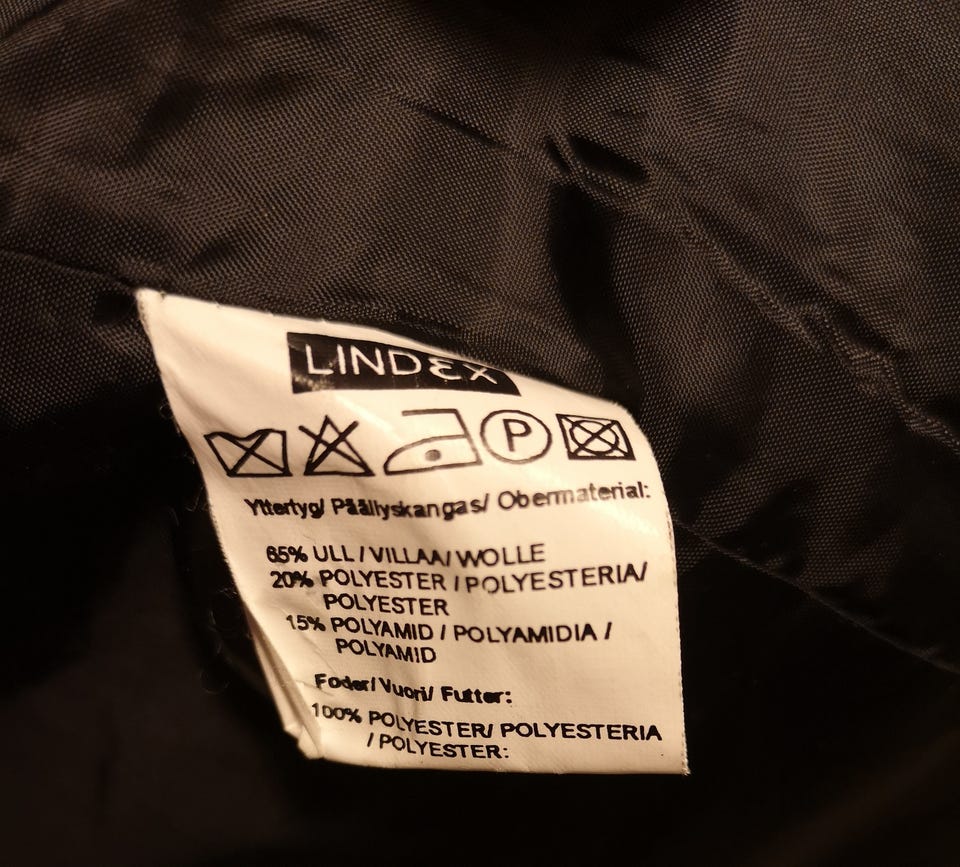 LINDEX
P
Yttertyg/ Päällyskangas/ Obermaterial:
65% ULL / VILLAA/ WOLLE
20% POLYESTER / POLYESTERIA/
POLYESTER
15% POLYAMID / POLYAMIDIA /
POLYAMID
Foder/ Vuori/ Futter:
100% POLYESTER/ POLYESTERIA
/ POLYESTER: